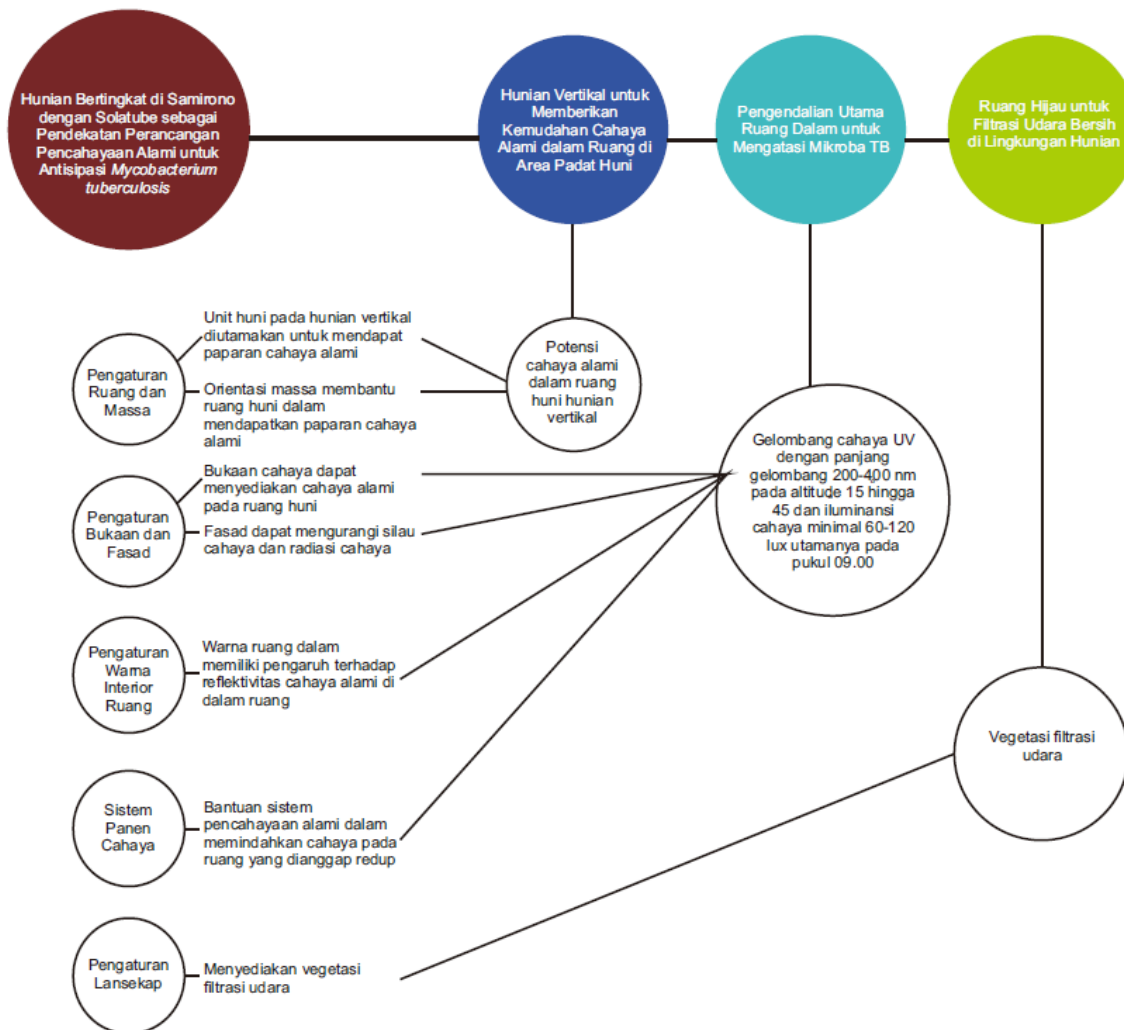 Hunian Bertingkat di Samirono
dengan Solatube sebagai
Pendekatan Perancangan
Pencahayaan Alami untuk
Antisipasi Mycobacterium
tuberculosis
Hunian Vertikal untuk
Memberikan
Kemudahan Cahaya
Alami dalam Ruang di
Area Padat Huni
Pengendalian Utama
Ruang Dalam untuk
Mengatasi Mikroba TB
Ruang Hijau untuk
Filtrasi Udara Bersih
di Lingkungan Hunian
Pengaturan
Ruang dan
Massa
Unit huni pada hunian vertikal
diutamakan untuk mendapat
paparan cahaya alami
Orientasi massa membantu
ruang huni dalam
mendapatkan paparan cahaya
alami
Potensi
cahaya alami
dalam ruang
huni hunian
vertikal
Pengaturan
Bukaan dan
Fasad
Bukaan cahaya dapat
menyediakan cahaya alami
pada ruang huni
Fasad dapat mengurangi silau
cahaya dan radiasi cahaya
Gelombang cahaya UV
dengan panjang
gelombang 200-400 nm
pada altitude 15 hingga
45 dan iluminansi
cahaya minimal 60-120
lux utamanya pada
pukul 09.00
Pengaturan
Warna
Interior
Ruang
Warna ruang dalam
memiliki pengaruh terhadap
reflektivitas cahaya alami di
dalam ruang
Vegetasi filtrasi
udara
Sistem
Panen
Cahaya
Bantuan sistem
pencahayaan alami dalam
memindahkan cahaya pada
ruang yang dianggap redup
Pengaturan
Lansekap
Menyediakan vegetasi
filtrasi udara